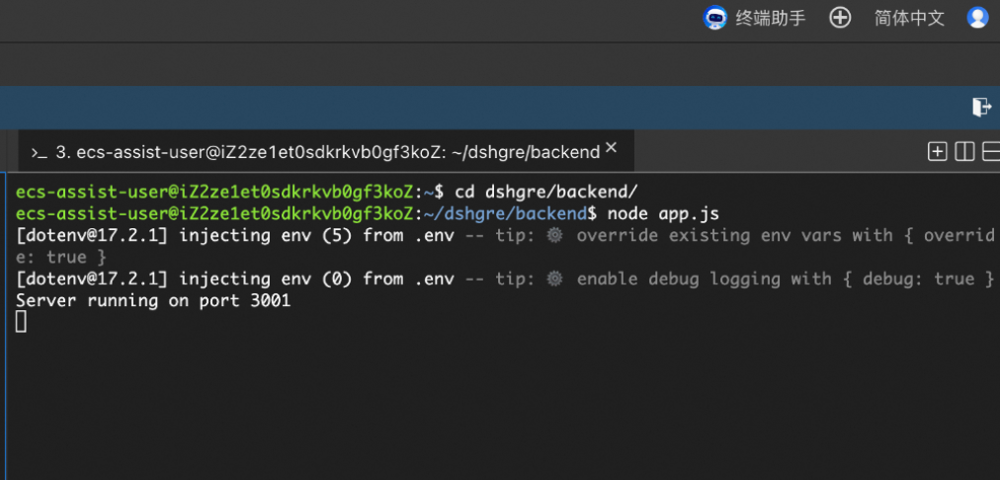 终端助手 简体中文
3. ecs-assist-user@iZ2ze1et0sdkrkvb0gf3koZ: ~/dshgre/backend
ecs-assist-user@iZ2ze1et0sdkrkvb0gf3koZ:~$ cd dshgre/backend/
ecs-assist-user@iZ2ze1et0sdkrkvb0gf3koZ:~/dshgre/backend$ node app.js
[dotenv@17.2.1] injecting env (5) from .env -- tip: ⚙️ override existing env vars with { overrid
e: true }
[dotenv@17.2.1] injecting env (0) from .env -- tip: ⚙️ enable debug logging with { debug: true }
Server running on port 3001